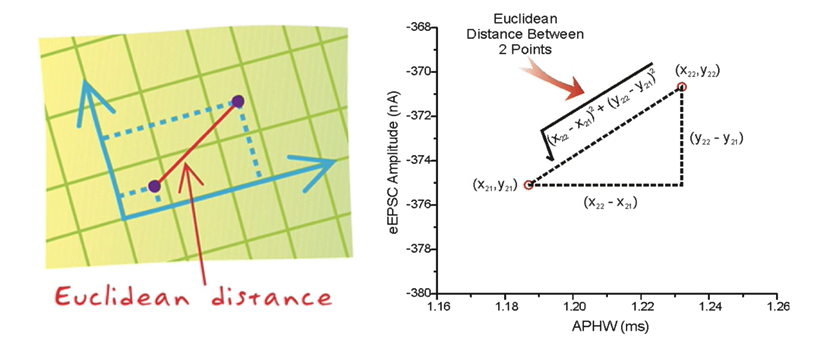 Euclidean distance
Euclidean
Distance Between
2 Points
(x₂₂ - x₂₁)² + (y₂₂ - y₂₁)²
(x₂₂,y₂₂)
(y₂₂ - y₂₁)
(x₂₁,y₂₁)
(x₂₂ - x₂₁)
eEPSC Amplitude (nA)
-368
-370
-372
-374
-376
-378
-380
1.16 1.18 1.20 1.22 1.24 1.26
APHW (ms)